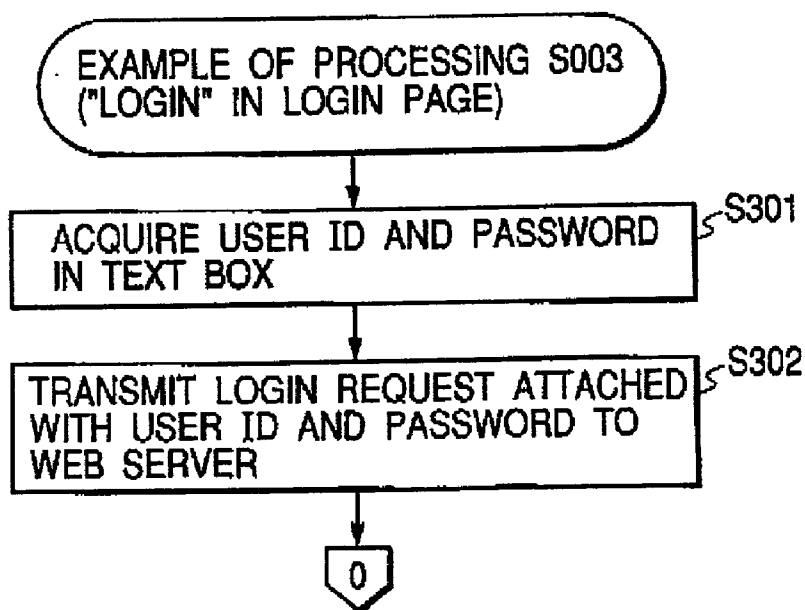 EXAMPLE OF PROCESSING S003
("LOGIN" IN LOGIN PAGE)
S301
ACQUIRE USER ID AND PASSWORD
IN TEXT BOX
S302
TRANSMIT LOGIN REQUEST ATTACHED
WITH USER ID AND PASSWORD TO
WEB SERVER
0